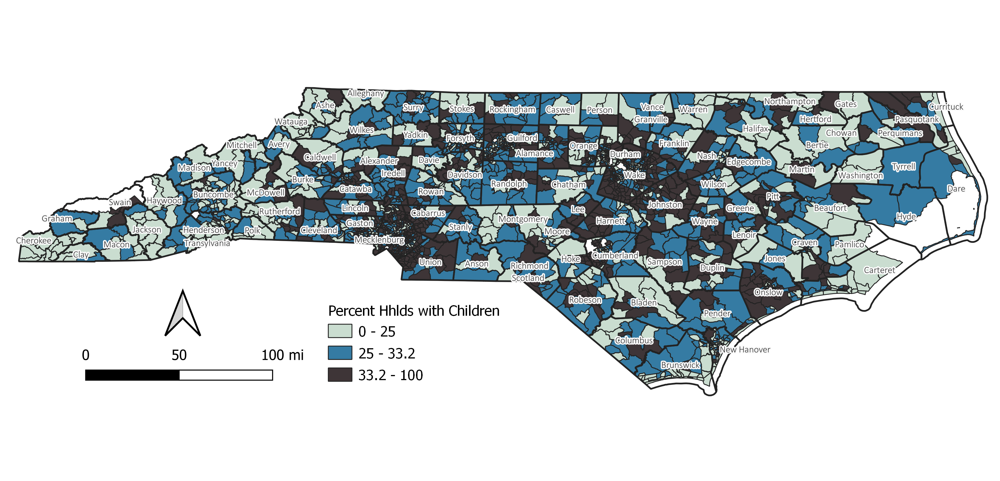 Alleghany
Ashe
Surry
Stokes
Rockingham
Caswell
Person
Vance
Granville
Warren
Northampton
Gates
Currituck
Hertford
Pasquotank
Watauga
Wilkes
Yadkin
Forsyth
Guilford
Alamance
Orange
Durham
Franklin
Halifax
Chowan
Perquimans
Bertie
Mitchell
Avery
Caldwell
Alexander
Davie
Iredell
Davidson
Wake
Nash
Edgecombe
Martin
Washington
Tyrrell
Dare
Madison
Yancey
Burke
Catawba
Rowan
Randolph
Chatham
Wilson
Pitt
Beaufort
Hyde
Swain
Haywood
Buncombe
McDowell
Rutherford
Lincoln
Cabarrus
Lee
Johnston
Greene
Graham
Jackson
Henderson
Polk
Cleveland
Gaston
Mecklenburg
Stanly
Montgomery
Moore
Harnett
Wayne
Lenoir
Craven
Pamlico
Cherokee
Clay
Macon
Transylvania
Union
Anson
Richmond
Scotland
Hoke
Cumberland
Sampson
Duplin
Jones
Carteret
Robeson
Bladen
Pender
Onslow
Columbus
Brunswick
New Hanover
Percent Hhlds with Children
0 - 25
25 - 33.2
33.2 - 100
0 50 100 mi